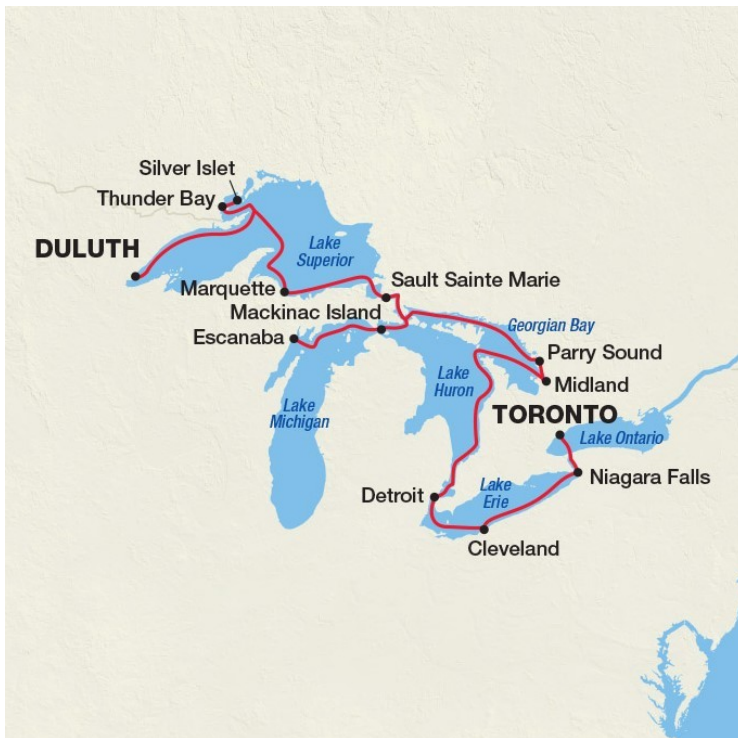 Silver Islet
Thunder Bay
DULUTH
Lake
Superior
Marquette
Sault Sainte Marie
Mackinac Island
Escanaba
Georgian Bay
Parry Sound
Lake
Huron
Midland
Lake
Michigan
TORONTO
Lake Ontario
Niagara Falls
Detroit
Lake
Erie
Cleveland